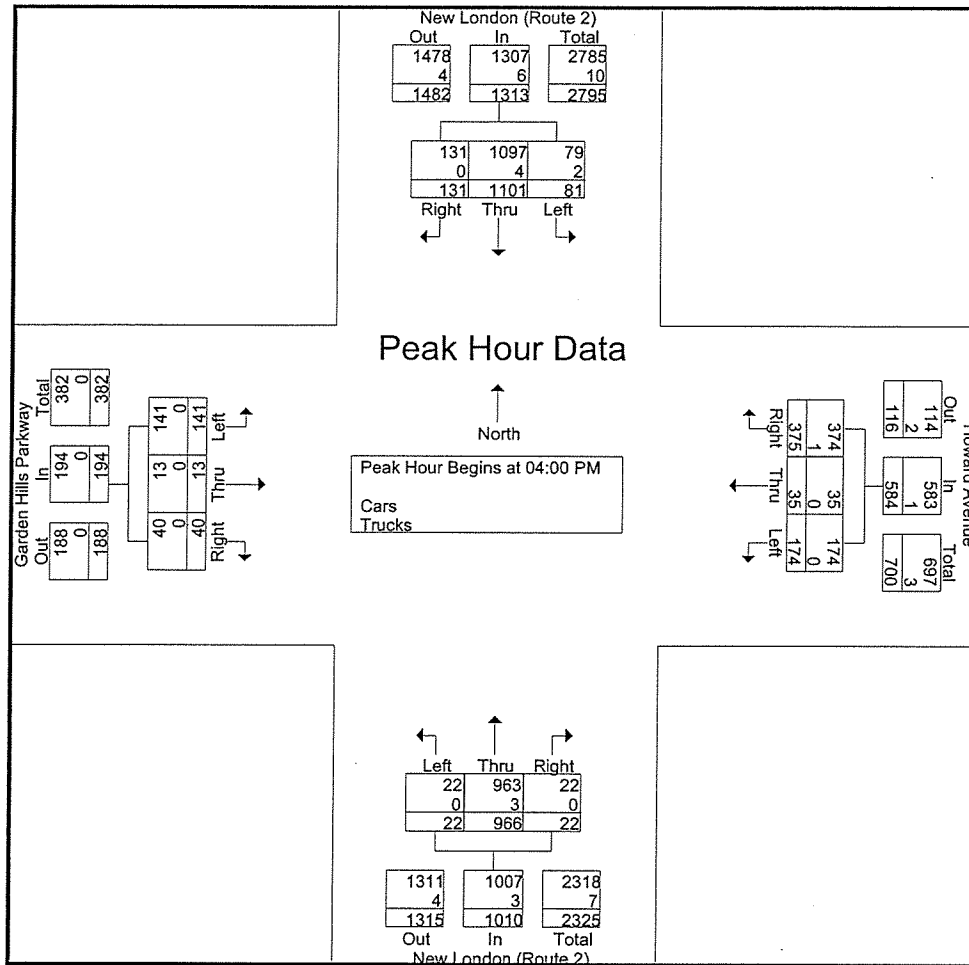 New London (Route 2)
Out In Total
1478 1307 2785
4 6 10
1482 1313 2795
131 1097 79
0 4 2
131 1101 81
Right Thru Left
Peak Hour Data
North
Peak Hour Begins at 04:00 PM
Cars
Trucks
Garden Hills Parkway
Out In Total
188 194 382
0 0 0
188 194 382
141 13 40
0 0 0
141 13 40
Left Thru Right
Howard Avenue
Out In Total
114 583 697
2 1 3
116 584 700
374 35 174
1 0 0
375 35 174
Right Thru Left
Left Thru Right
22 963 22
0 3 0
22 966 22
1311 1007 2318
4 3 7
1315 1010 2325
Out In Total
New London (Route 2)